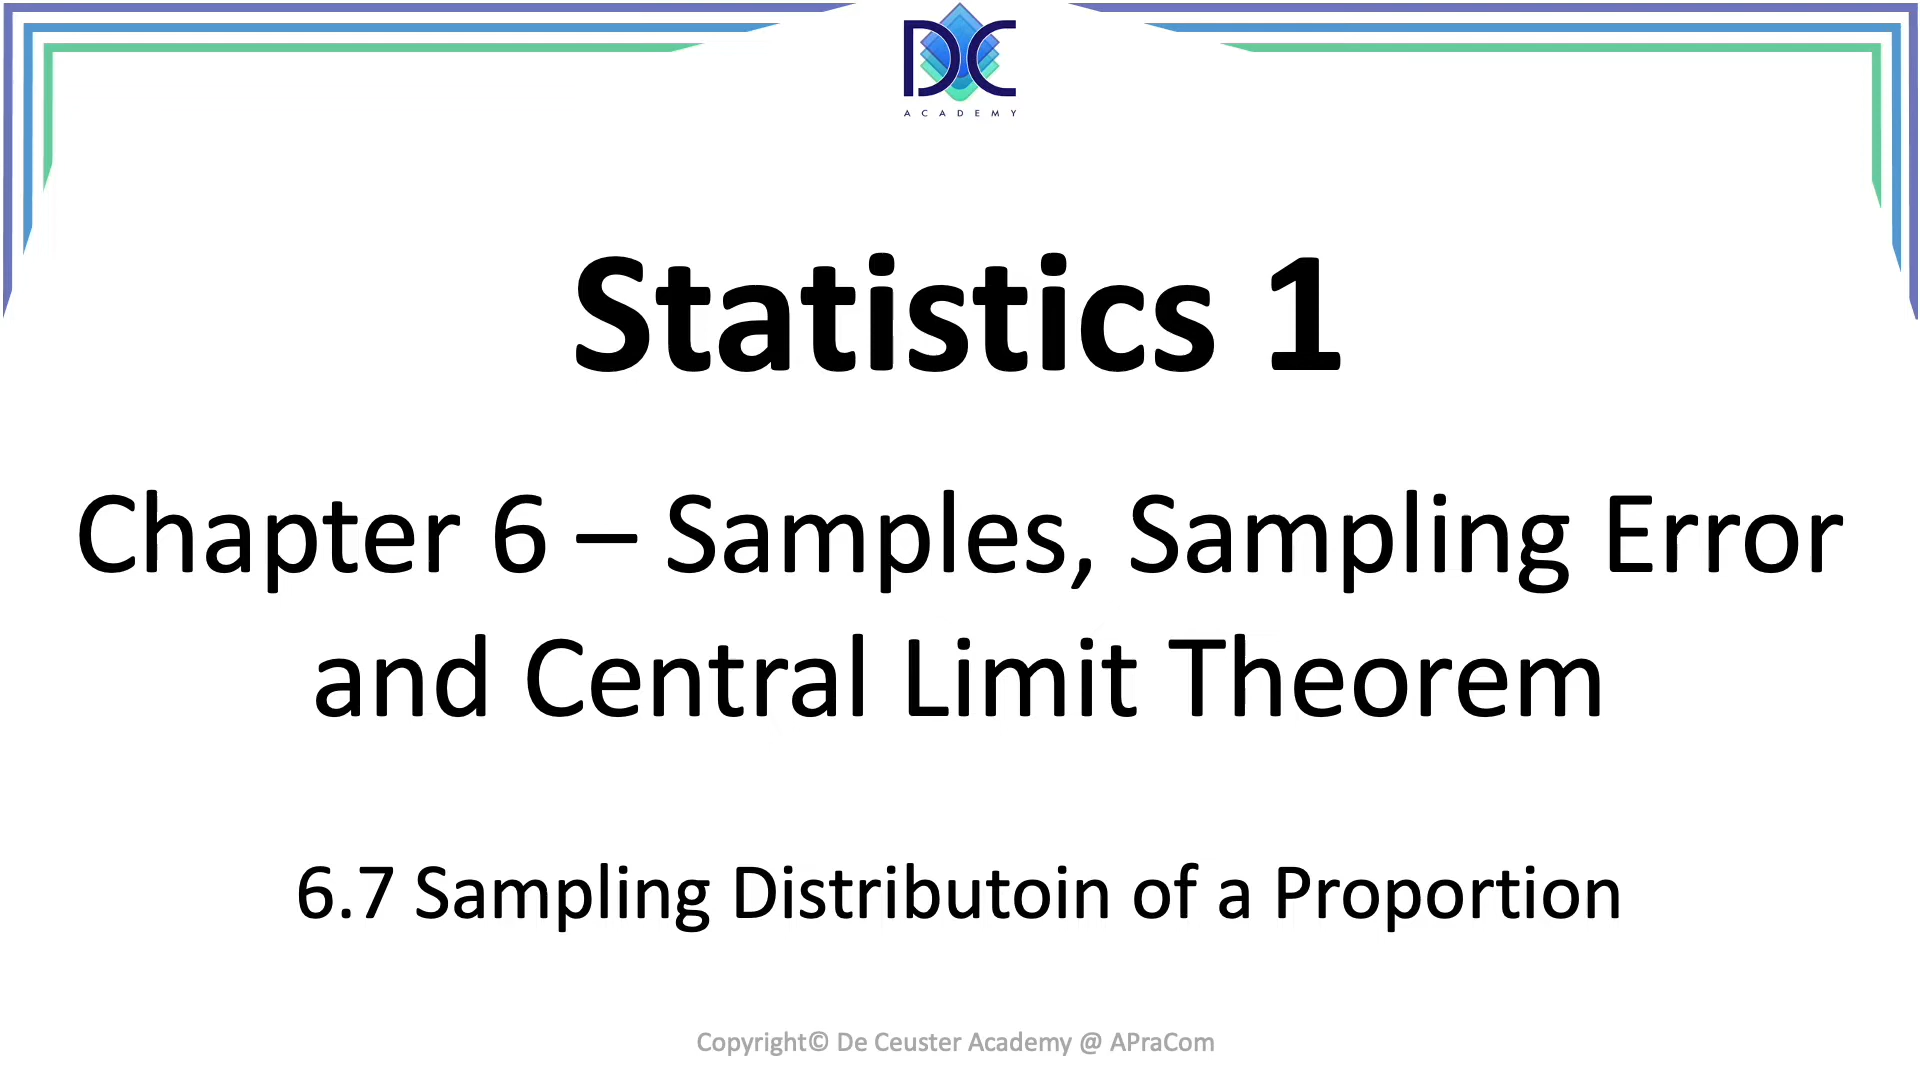 DC
ACADEMY
Statistics 1
Chapter 6 – Samples, Sampling Error
and Central Limit Theorem
6.7 Sampling Distributoin of a Proportion
Copyright© De Ceuster Academy @ APraCom